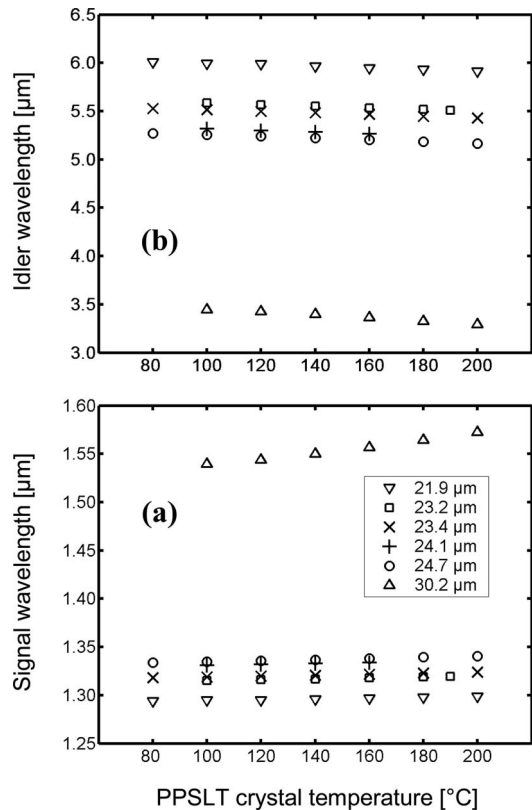 6.5
6.0
5.5
5.0
4.5
4.0
3.5
3.0
Idler wavelength [µm]
(b)
80 100 120 140 160 180 200
1.60
1.55
1.50
1.45
1.40
1.35
1.30
1.25
Signal wavelength [µm]
(a)
21.9 µm
23.2 µm
23.4 µm
24.1 µm
24.7 µm
30.2 µm
80 100 120 140 160 180 200
PPSLT crystal temperature [°C]